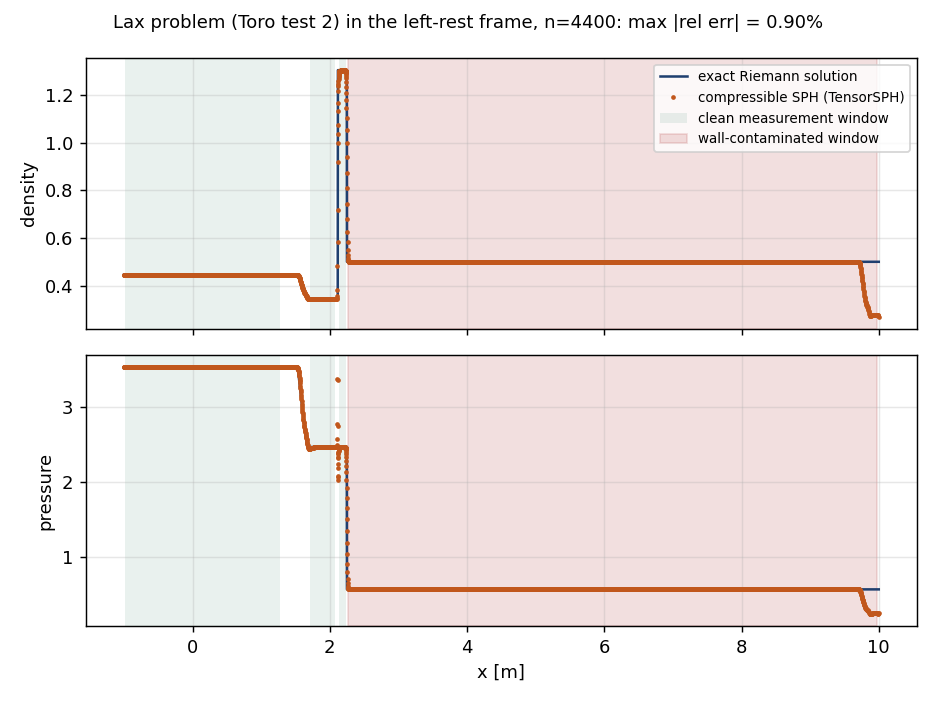 Lax problem (Toro test 2) in the left-rest frame, n=4400: max |rel err| = 0.90%
exact Riemann solution
compressible SPH (TensorSPH)
clean measurement window
wall-contaminated window
density
1.2
1.0
0.8
0.6
0.4
pressure
3
2
1
0
2
4
6
8
10
x [m]